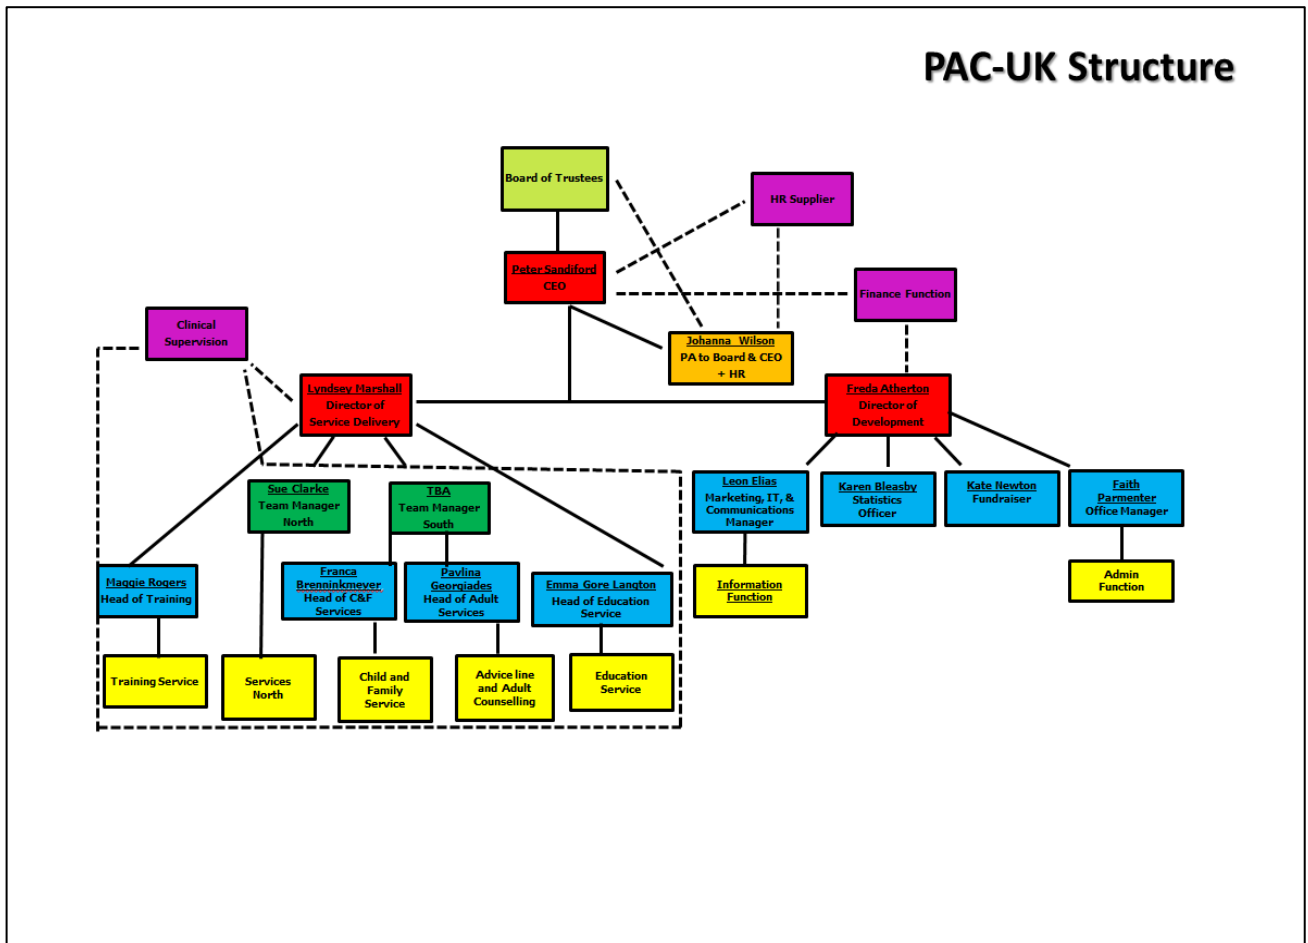 PAC-UK Structure
Board of Trustees
HR Supplier
Peter Sandiford
CEO
Finance Function
Clinical
Supervision
Johanna Wilson
PA to Board & CEO
+ HR
Lyndsey Marshall
Director of
Service Delivery
Freda Atherton
Director of
Development
Sue Clarke
Team Manager
North
TBA
Team Manager
South
Leon Elias
Marketing, IT, &
Communications
Manager
Karen Bleasby
Statistics
Officer
Kate Newton
Fundraiser
Faith
Parmenter
Office Manager
Maggie Rogers
Head of Training
Franca
Brenninkmeyer
Head of C&F
Services
Pavlina
Georgiades
Head of Adult
Services
Emma Gore Langton
Head of Education
Service
Information
Function
Admin
Function
Training Service
Services
North
Child and
Family
Service
Advice line
and Adult
Counselling
Education
Service